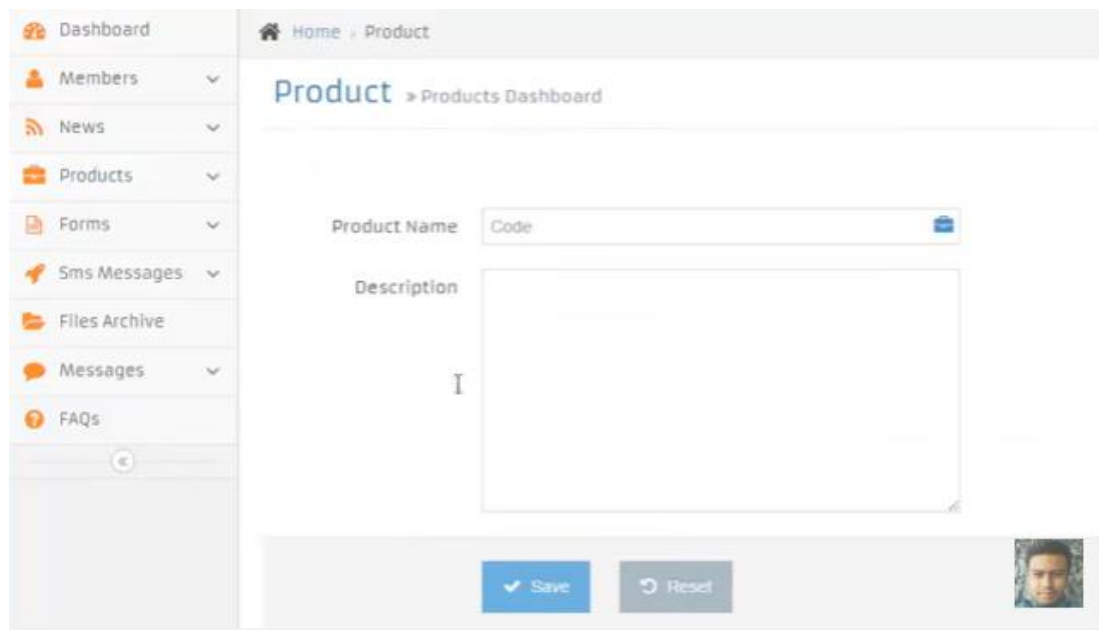 Dashboard
Members
News
Products
Forms
Sms Messages
Files Archive
Messages
FAQs
Home › Product
Product » Products Dashboard
Product Name
Code
Description
Save
Reset